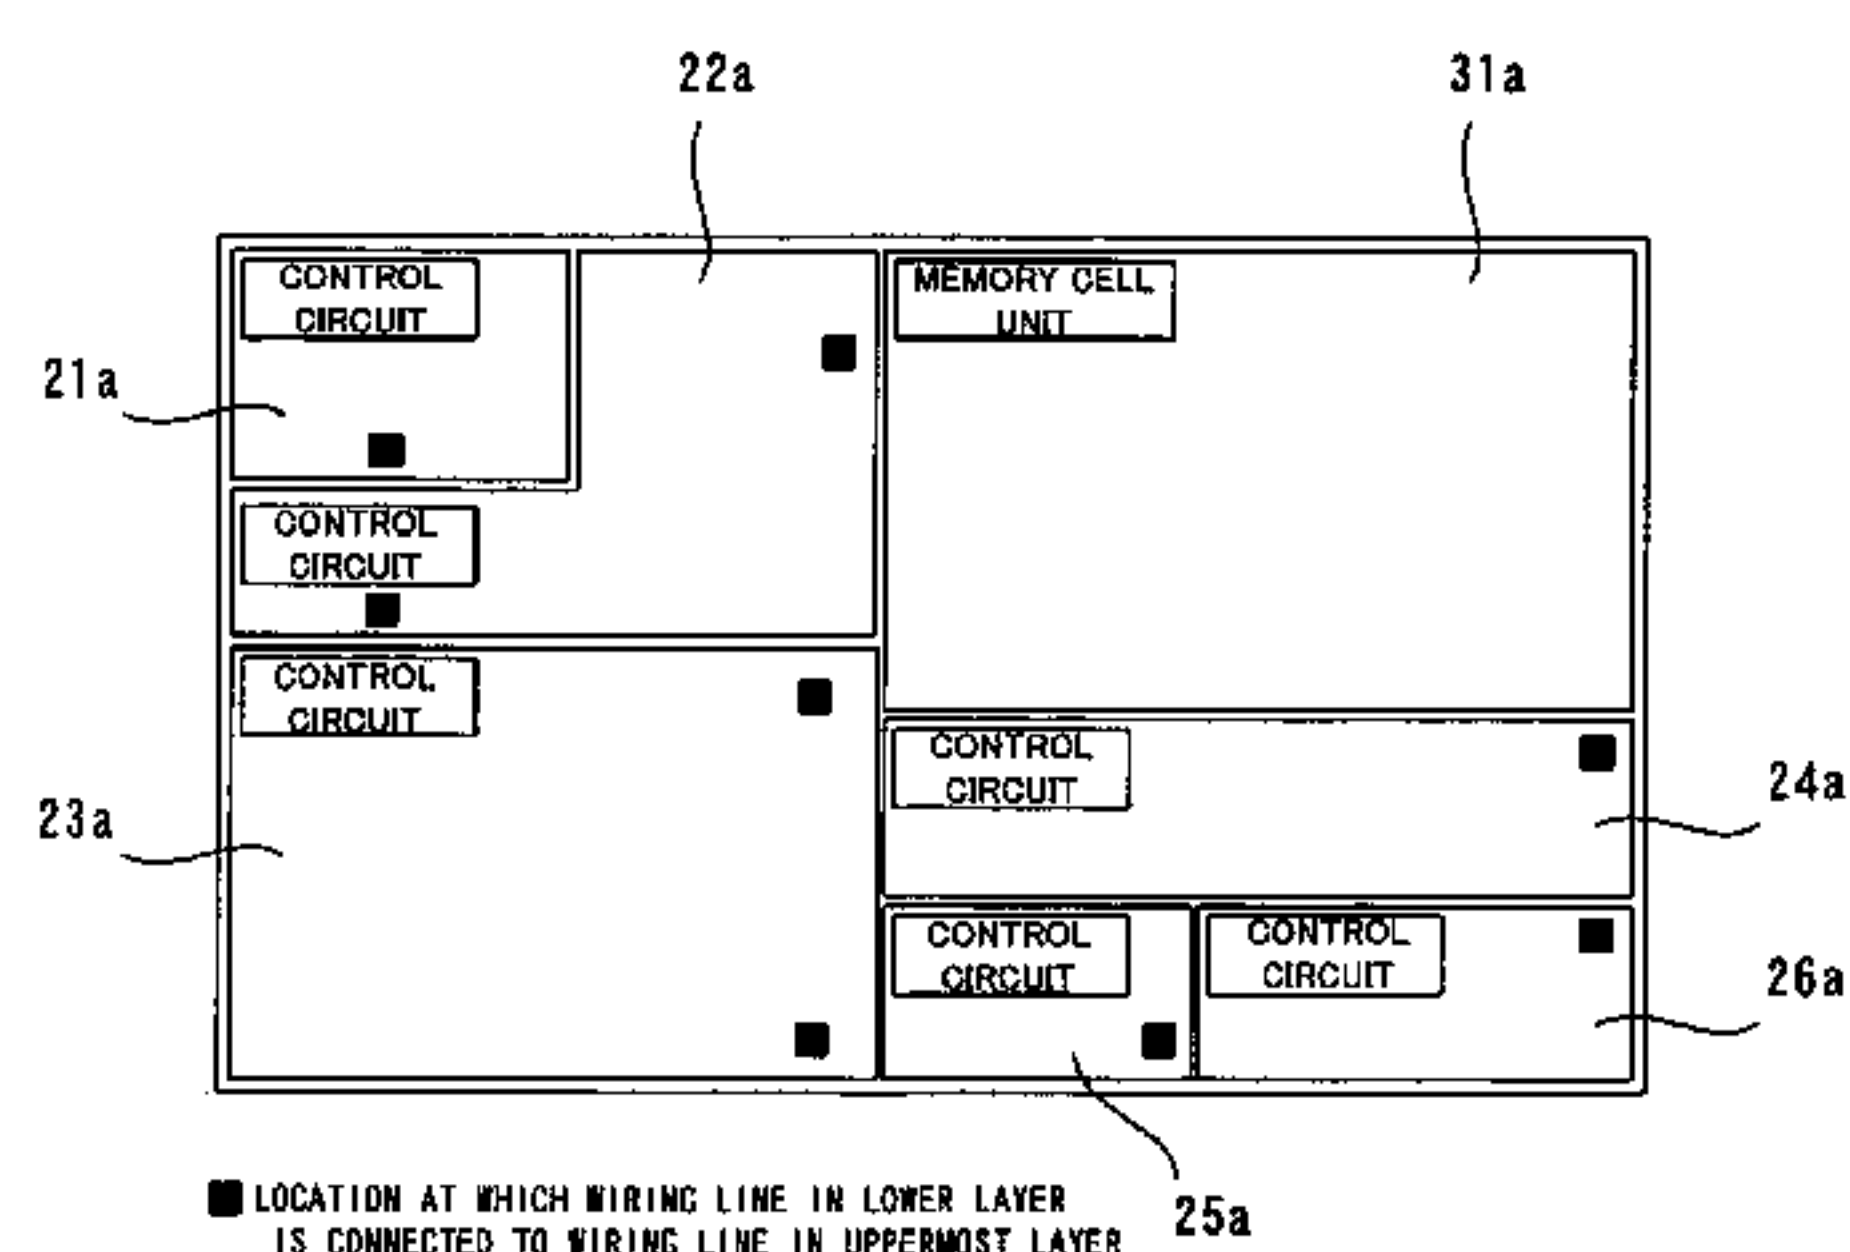 22a
31a
CONTROL
CIRCUIT
MEMORY CELL
UNIT
21a
CONTROL
CIRCUIT
CONTROL
CIRCUIT
CONTROL
CIRCUIT
24a
23a
CONTROL
CIRCUIT
CONTROL
CIRCUIT
26a
25a
LOCATION AT WHICH WIRING LINE IN LOWER LAYER
IS CONNECTED TO WIRING LINE IN UPPERMOST LAYER